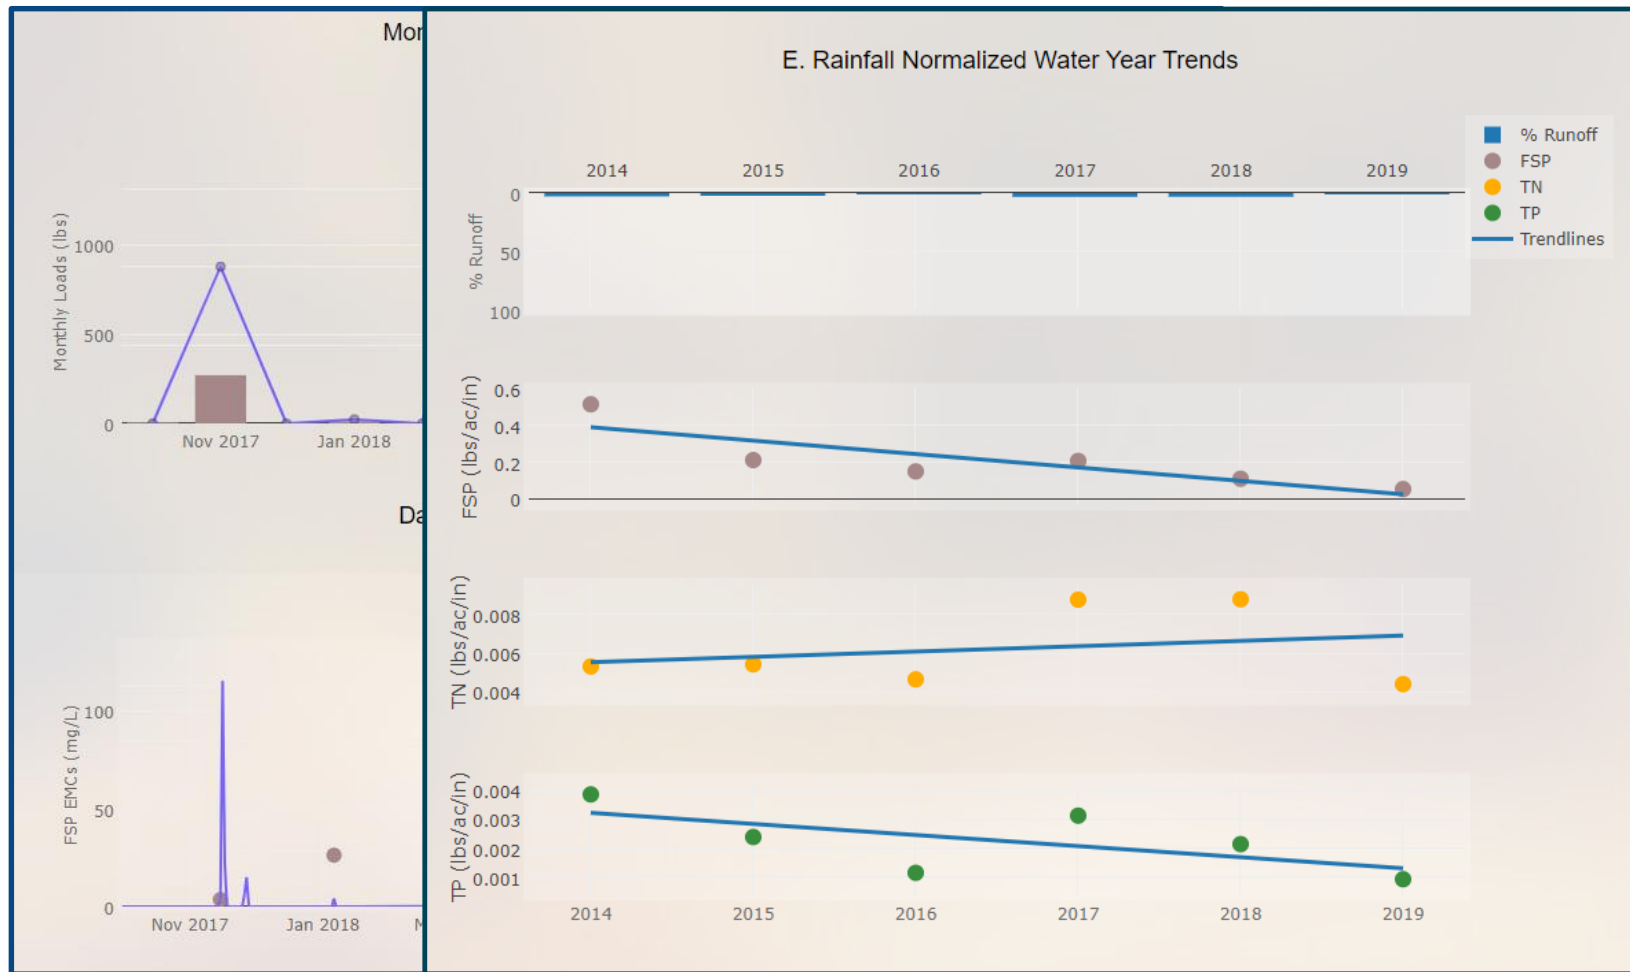 Mor
Monthly Loads (lbs)
1000
500
0
Nov 2017
Jan 2018
Da
FSP EMCs (mg/L)
100
50
0
Nov 2017
Jan 2018
M
E. Rainfall Normalized Water Year Trends
% Runoff
FSP
TN
TP
Trendlines
2014
2015
2016
2017
2018
2019
% Runoff
0
50
100
FSP (lbs/ac/in)
0.6
0.4
0.2
0
TN (lbs/ac/in)
0.008
0.006
0.004
TP (lbs/ac/in)
0.004
0.003
0.002
0.001
2014
2015
2016
2017
2018
2019